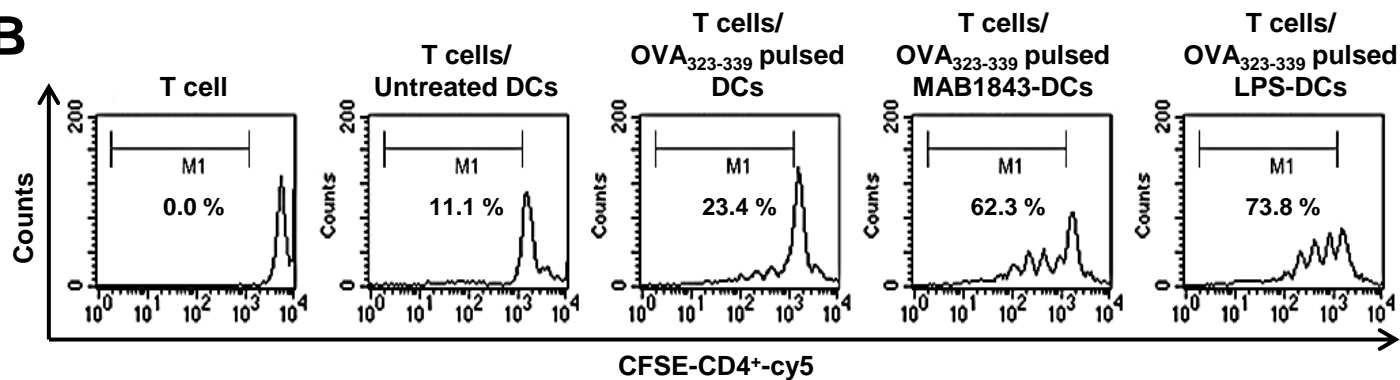 B
T cell
T cells/
Untreated DCs
T cells/
OVA323-339 pulsed
DCs
T cells/
OVA323-339 pulsed
MAB1843-DCs
T cells/
OVA323-339 pulsed
LPS-DCs
Counts
200
0
M1
0.0 %
10^0 10^1 10^2 10^3 10^4
Counts
200
0
M1
11.1 %
10^0 10^1 10^2 10^3 10^4
Counts
200
0
M1
23.4 %
10^0 10^1 10^2 10^3 10^4
Counts
200
0
M1
62.3 %
10^0 10^1 10^2 10^3 10^4
Counts
200
0
M1
73.8 %
10^0 10^1 10^2 10^3 10^4
CFSE-CD4+-cy5